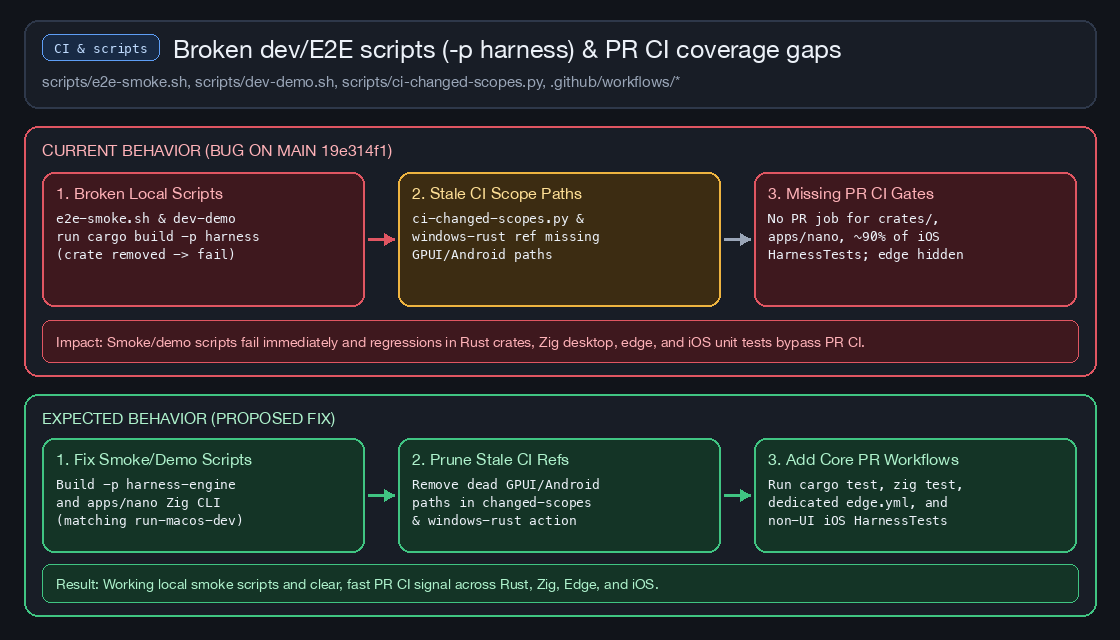 CI & scripts
Broken dev/E2E scripts (-p harness) & PR CI coverage gaps
scripts/e2e-smoke.sh, scripts/dev-demo.sh, scripts/ci-changed-scopes.py, .github/workflows/*
CURRENT BEHAVIOR (BUG ON MAIN 19e314f1)
1. Broken Local Scripts
e2e-smoke.sh & dev-demo
run cargo build -p harness
(crate removed -> fail)
2. Stale CI Scope Paths
ci-changed-scopes.py &
windows-rust ref missing
GPUI/Android paths
3. Missing PR CI Gates
No PR job for crates/,
apps/nano, ~90% of iOS
HarnessTests; edge hidden
Impact: Smoke/demo scripts fail immediately and regressions in Rust crates, Zig desktop, edge, and iOS unit tests bypass PR CI.
EXPECTED BEHAVIOR (PROPOSED FIX)
1. Fix Smoke/Demo Scripts
Build -p harness-engine
and apps/nano Zig CLI
(matching run-macos-dev)
2. Prune Stale CI Refs
Remove dead GPUI/Android
paths in changed-scopes
& windows-rust action
3. Add Core PR Workflows
Run cargo test, zig test,
dedicated edge.yml, and
non-UI iOS HarnessTests
Result: Working local smoke scripts and clear, fast PR CI signal across Rust, Zig, Edge, and iOS.